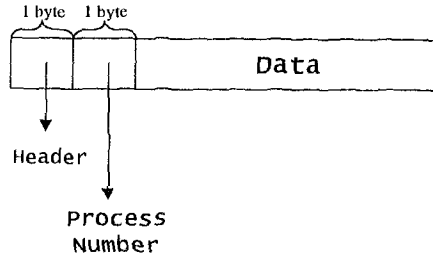 1 byte 1 byte
Data
Header
Process
Number